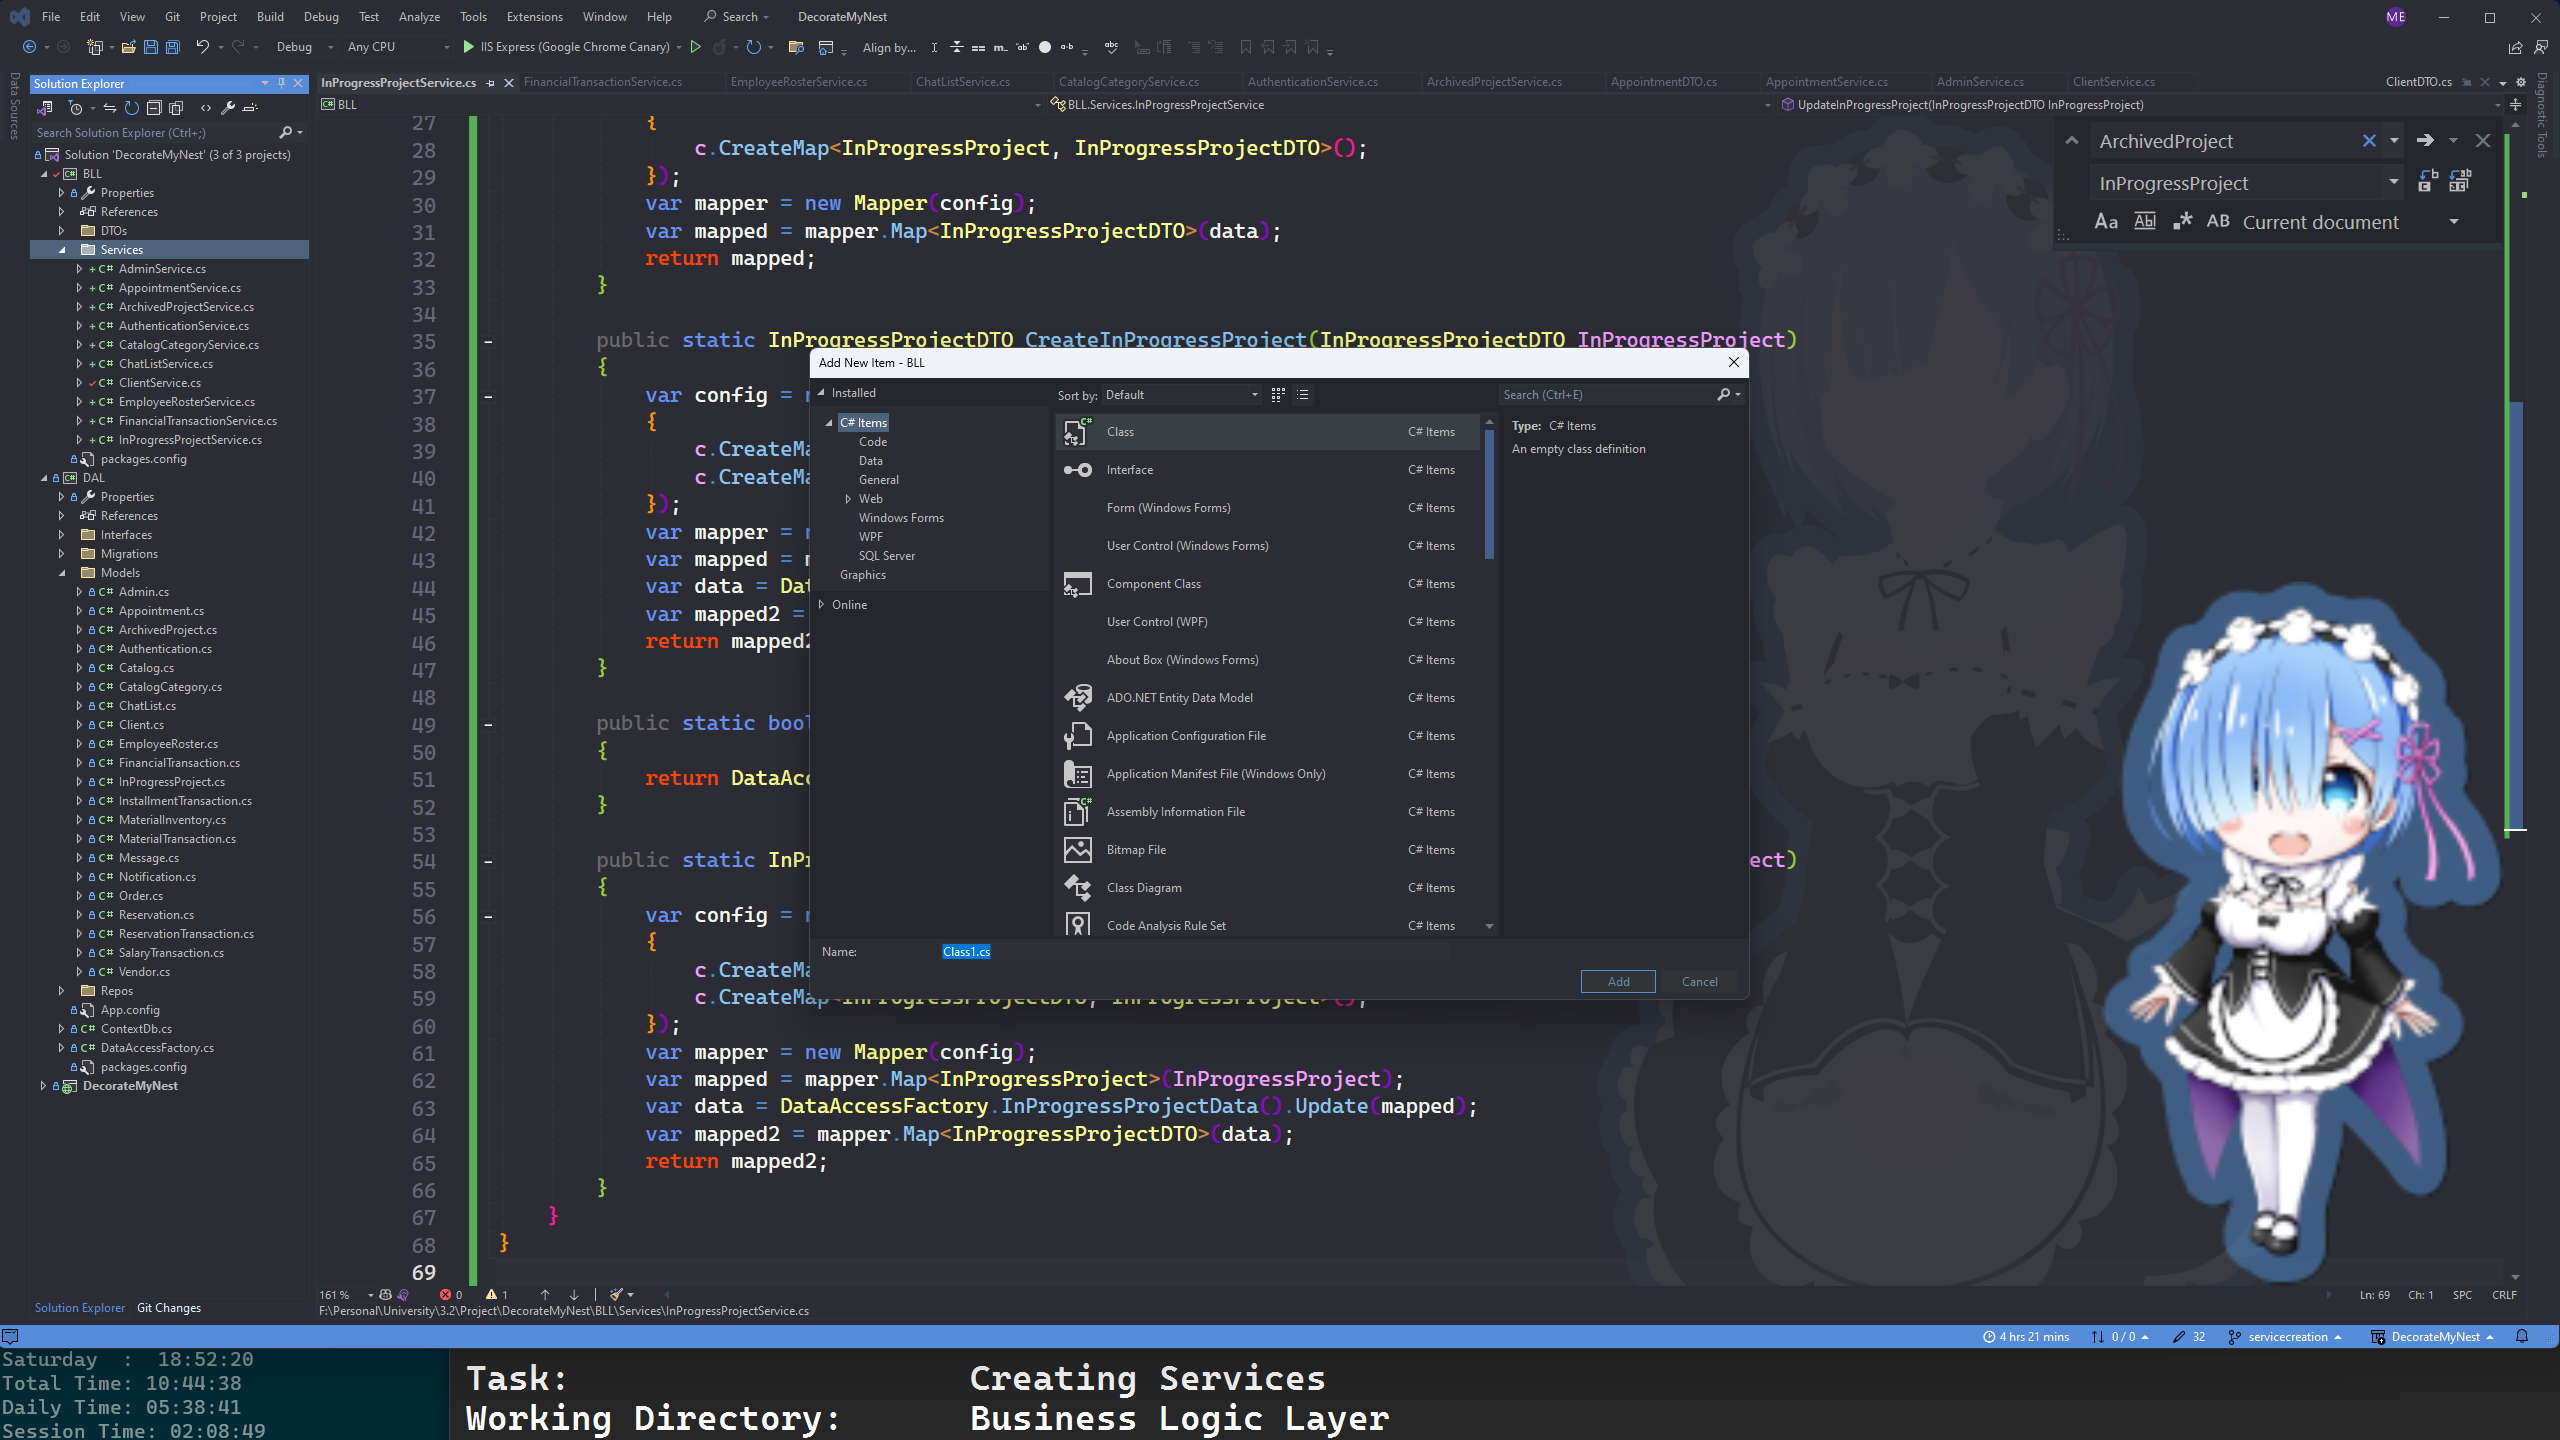 File Edit View Git Project Build Debug Test Analyze Tools Extensions Window Help Search DecorateMyNest ME
Debug Any CPU IIS Express (Google Chrome Canary) Align by...
Data Sources
Solution Explorer
Search Solution Explorer (Ctrl+;)
Solution 'DecorateMyNest' (3 of 3 projects)
BLL
Properties
References
DTOs
Services
AdminService.cs
AppointmentService.cs
ArchivedProjectService.cs
AuthenticationService.cs
CatalogCategoryService.cs
ChatListService.cs
ClientService.cs
EmployeeRosterService.cs
FinancialTransactionService.cs
InProgressProjectService.cs
packages.config
DAL
Properties
References
Interfaces
Migrations
Models
Admin.cs
Appointment.cs
ArchivedProject.cs
Authentication.cs
Catalog.cs
CatalogCategory.cs
ChatList.cs
Client.cs
EmployeeRoster.cs
FinancialTransaction.cs
InProgressProject.cs
InstallmentTransaction.cs
MaterialInventory.cs
MaterialTransaction.cs
Message.cs
Notification.cs
Order.cs
Reservation.cs
ReservationTransaction.cs
SalaryTransaction.cs
Vendor.cs
Repos
App.config
ContextDb.cs
DataAccessFactory.cs
packages.config
DecorateMyNest
Solution Explorer Git Changes
InProgressProjectService.cs FinancialTransactionService.cs EmployeeRosterService.cs ChatListService.cs CatalogCategoryService.cs AuthenticationService.cs ArchivedProjectService.cs AppointmentDTO.cs AppointmentService.cs AdminService.cs ClientService.cs ClientDTO.cs
BLL BLL.Services.InProgressProjectService UpdateInProgressProject(InProgressProjectDTO InProgressProject)
Diagnostic Tools
ArchivedProject
InProgressProject
Aa Abl .* AB Current document
27 {
28 c.CreateMap<InProgressProject, InProgressProjectDTO>();
29 });
30 var mapper = new Mapper(config);
31 var mapped = mapper.Map<InProgressProjectDTO>(data);
32 return mapped;
33 }
34
35 public static InProgressProjectDTO CreateInProgressProject(InProgressProjectDTO InProgressProject)
36 {
37 var config =
38 {
39 c.CreateMa
40 c.CreateMa
41 });
42 var mapper =
43 var mapped =
44 var data = Da
45 var mapped2 =
46 return mapped2
47 }
48
49 public static bool
50 {
51 return DataAcc
52 }
53
54 public static InP ect)
55 {
56 var config =
57 {
58 c.CreateMa
59 c.CreateMap<InProgressProjectDTO, InProgressProject>();
60 });
61 var mapper = new Mapper(config);
62 var mapped = mapper.Map<InProgressProject>(InProgressProject);
63 var data = DataAccessFactory.InProgressProjectData().Update(mapped);
64 var mapped2 = mapper.Map<InProgressProjectDTO>(data);
65 return mapped2;
66 }
67 }
68 }
69
Add New Item - BLL
Installed
C# Items
Code
Data
General
Web
Windows Forms
WPF
SQL Server
Graphics
Online
Sort by: Default
Search (Ctrl+E)
Class C# Items
Interface C# Items
Form (Windows Forms) C# Items
User Control (Windows Forms) C# Items
Component Class C# Items
User Control (WPF) C# Items
About Box (Windows Forms) C# Items
ADO.NET Entity Data Model C# Items
Application Configuration File C# Items
Application Manifest File (Windows Only) C# Items
Assembly Information File C# Items
Bitmap File C# Items
Class Diagram C# Items
Code Analysis Rule Set C# Items
Type: C# Items
An empty class definition
Name: Class1.cs
Add Cancel
161 % 0 1 Ln: 69 Ch: 1 SPC CRLF
F:\Personal\University\3.2\Project\DecorateMyNest\BLL\Services\InProgressProjectService.cs
4 hrs 21 mins 0 / 0 32 servicecreation DecorateMyNest
Saturday : 18:52:20
Total Time: 10:44:38
Daily Time: 05:38:41
Session Time: 02:08:49
Task: Creating Services
Working Directory: Business Logic Layer